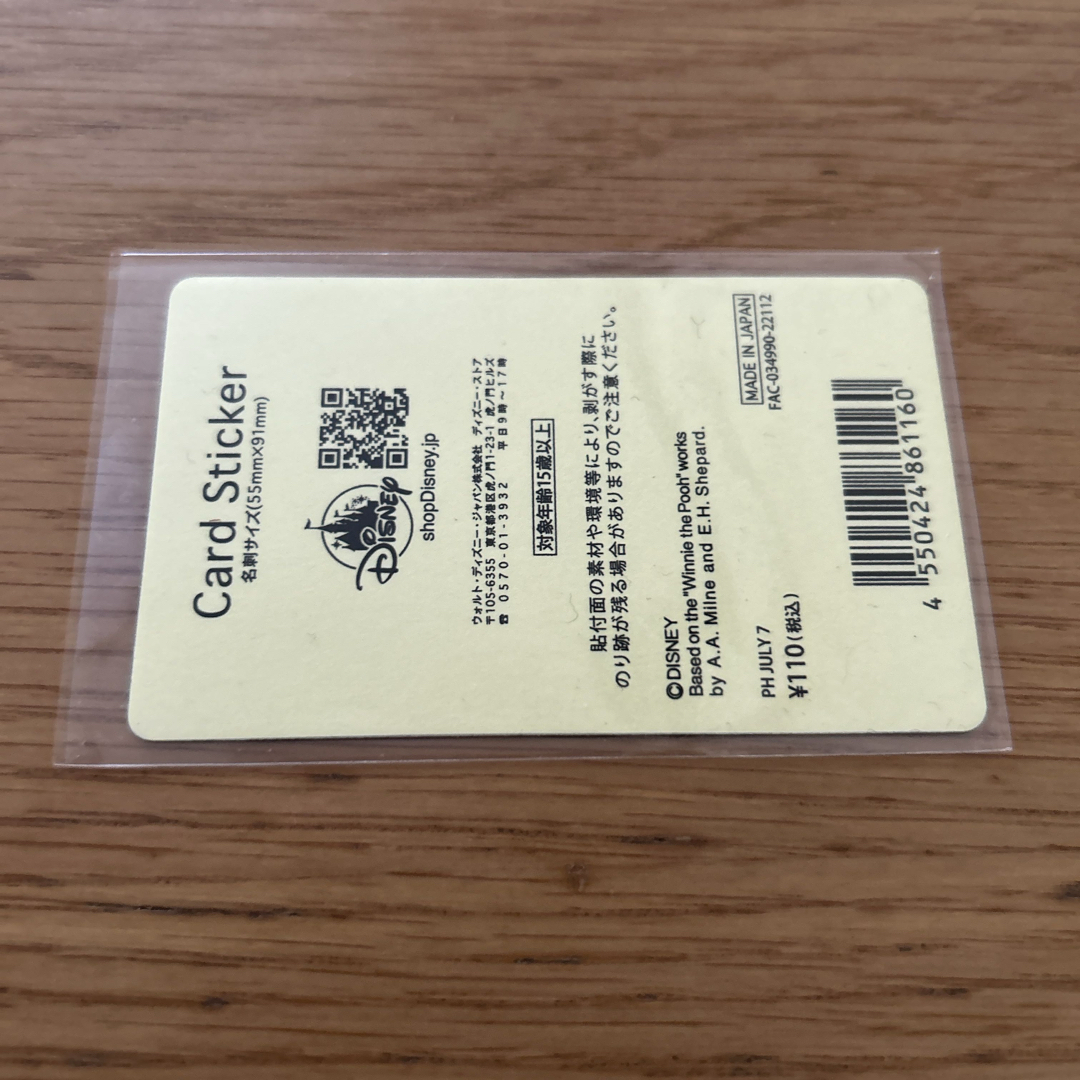 Card Sticker
名刺サイズ(55mm×91mm)
Disney
shopDisney.jp
ウォルト・ディズニー・ジャパン株式会社 ディズニー・ストア
〒105-6355 東京都港区虎ノ門1-23-1 虎ノ門ヒルズ
☎0570-01-3932 平日9時～17時
対象年齢15歳以上
貼付面の素材や環境等により、剥がす際に
のり跡が残る場合がありますのでご注意ください。
©DISNEY
Based on the "Winnie the Pooh" works
by A.A. Milne and E.H. Shepard.
MADE IN JAPAN
FAC-034990-22112
PH JULY 7
¥110(税込)
4 550424 861160